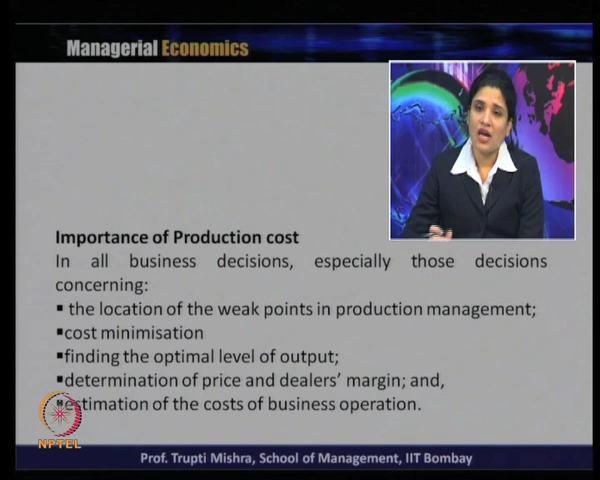 Managerial Economics
Importance of Production cost
In all business decisions, especially those decisions
concerning:
▪ the location of the weak points in production management;
▪cost minimisation
▪finding the optimal level of output;
▪determination of price and dealers' margin; and,
▪estimation of the costs of business operation.
NPTEL
Prof. Trupti Mishra, School of Management, IIT Bombay